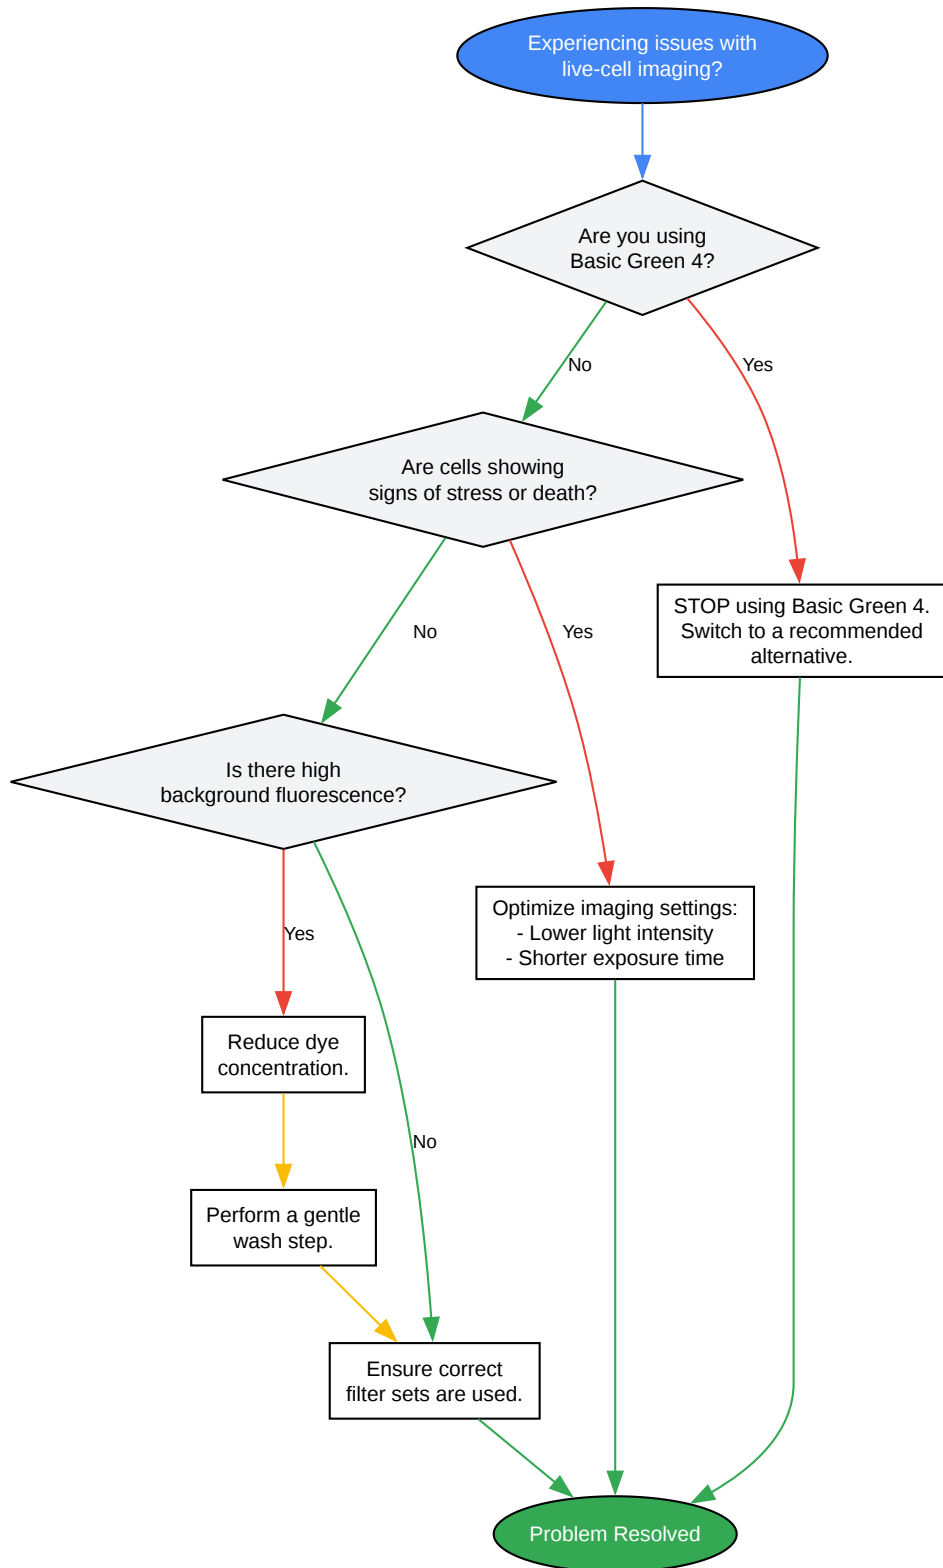 Experiencing issues with
live-cell imaging?
Are you using
Basic Green 4?
No
Yes
Are cells showing
signs of stress or death?
STOP using Basic Green 4.
Switch to a recommended
alternative.
No
Yes
Is there high
background fluorescence?
Optimize imaging settings:
- Lower light intensity
- Shorter exposure time
Yes
Reduce dye
concentration.
No
Perform a gentle
wash step.
Ensure correct
filter sets are used.
Problem Resolved